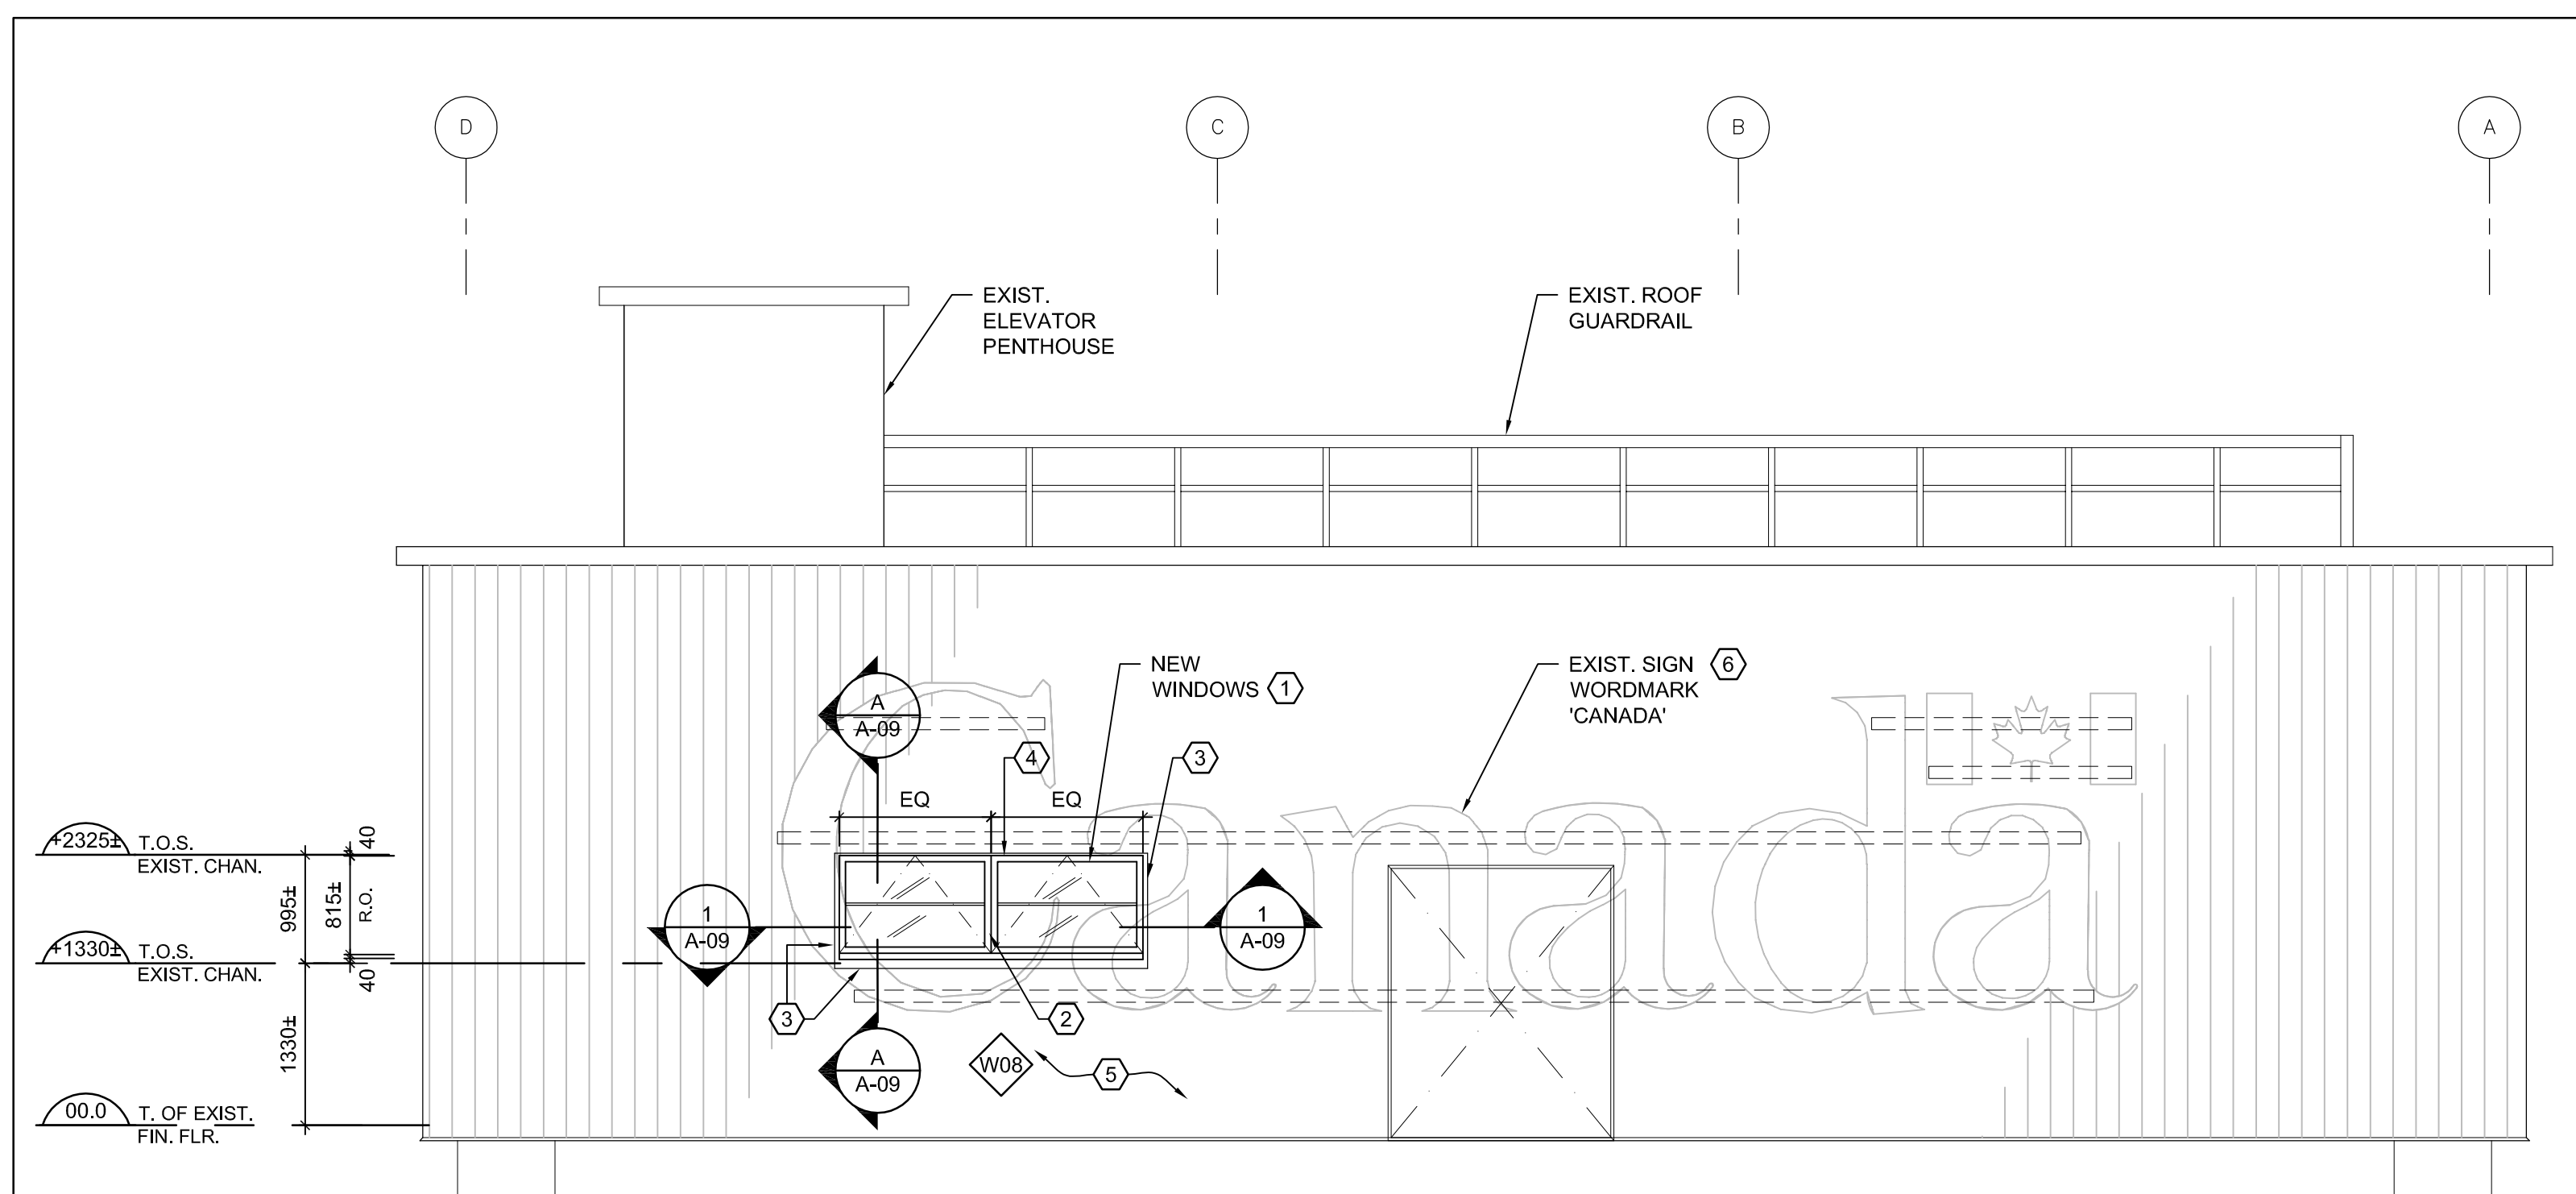 D
C
B
A
EXIST.
ELEVATOR
PENTHOUSE
EXIST. ROOF
GUARDRAIL
NEW
WINDOWS 1
EXIST. SIGN 6
WORDMARK
'CANADA'
A
A-09
4
3
EQ
EQ
Canada
+2325±
T.O.S.
EXIST. CHAN.
40
995±
815±
R.O.
1
A-09
1
A-09
+1330±
T.O.S.
EXIST. CHAN.
40
3
2
1330±
A
A-09
W08
5
00.0
T. OF EXIST.
FIN. FLR.